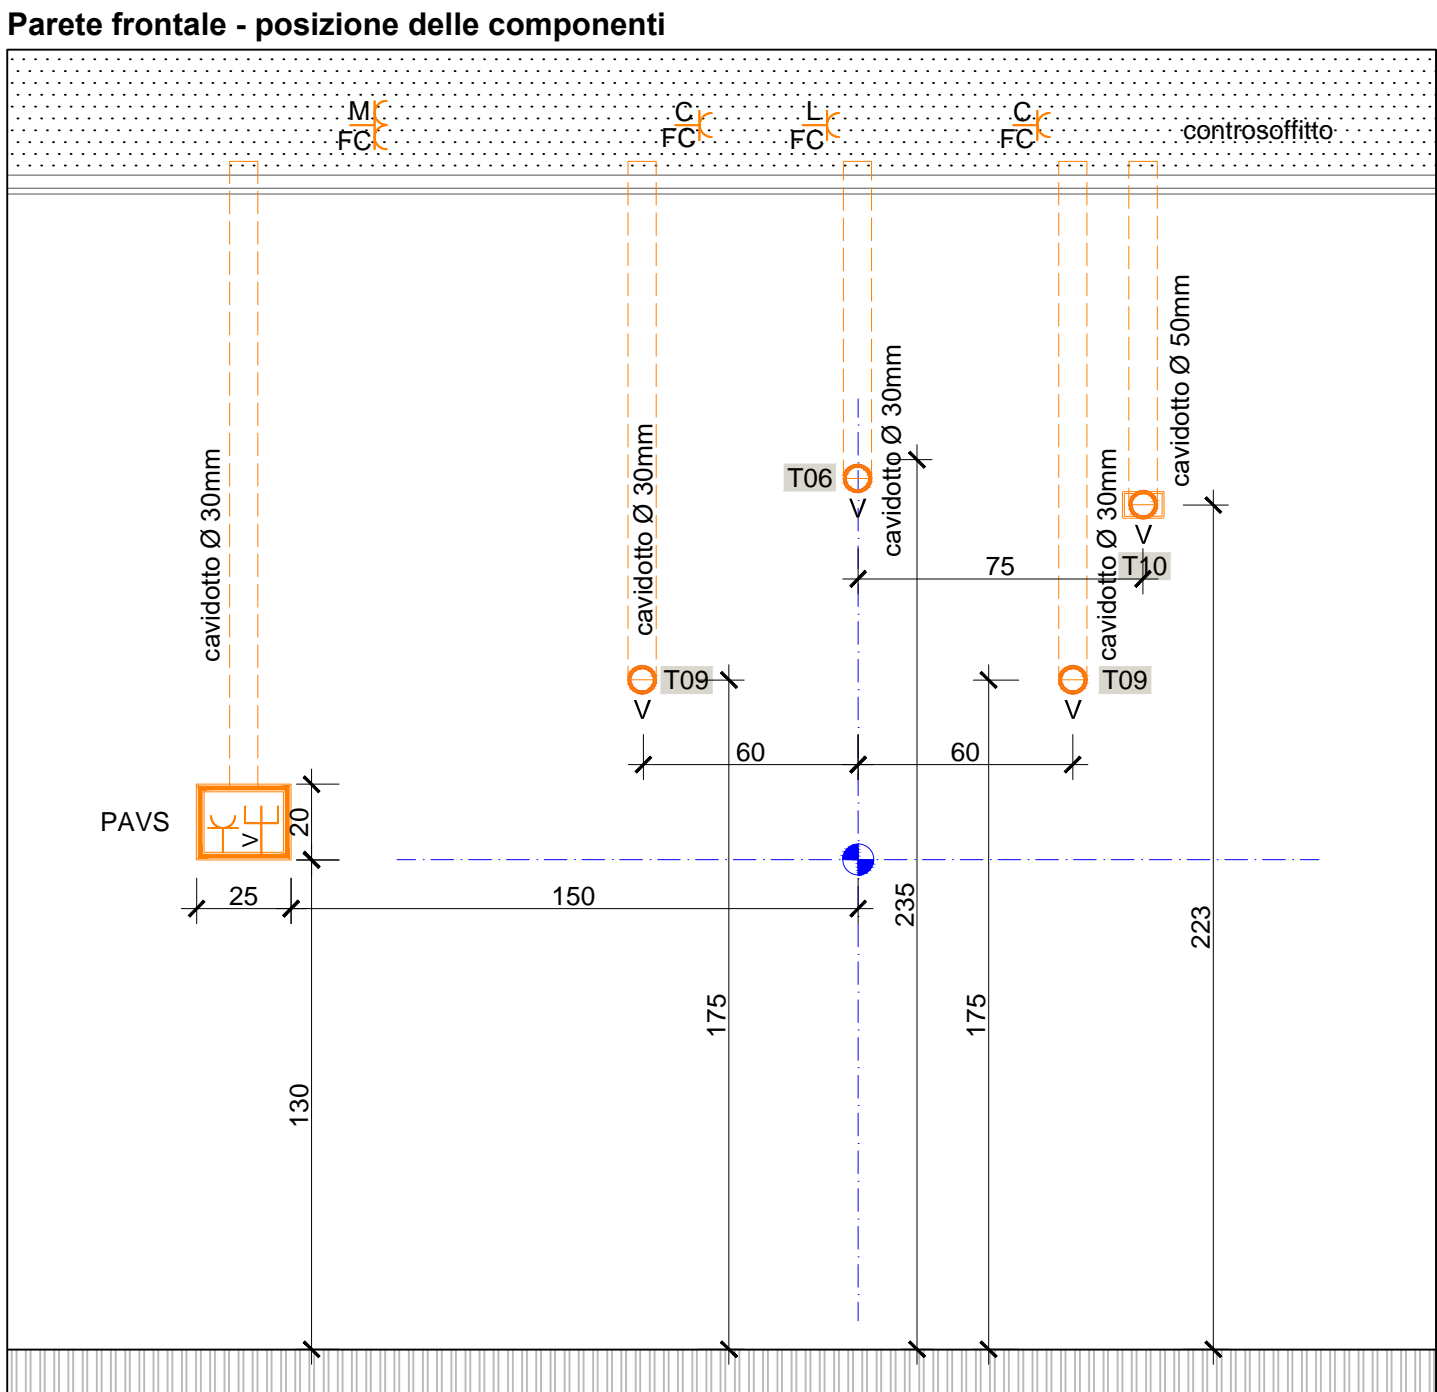 Parete frontale - posizione delle componenti
M
FC
C
FC
L
FC
C
FC
controsoffitto
cavidotto Ø 30mm
cavidotto Ø 30mm
cavidotto Ø 30mm
cavidotto Ø 30mm
cavidotto Ø 50mm
T06
V
V
T10
75
T09
V
T09
V
60
60
PAVS
V
20
25
150
235
223
175
175
130